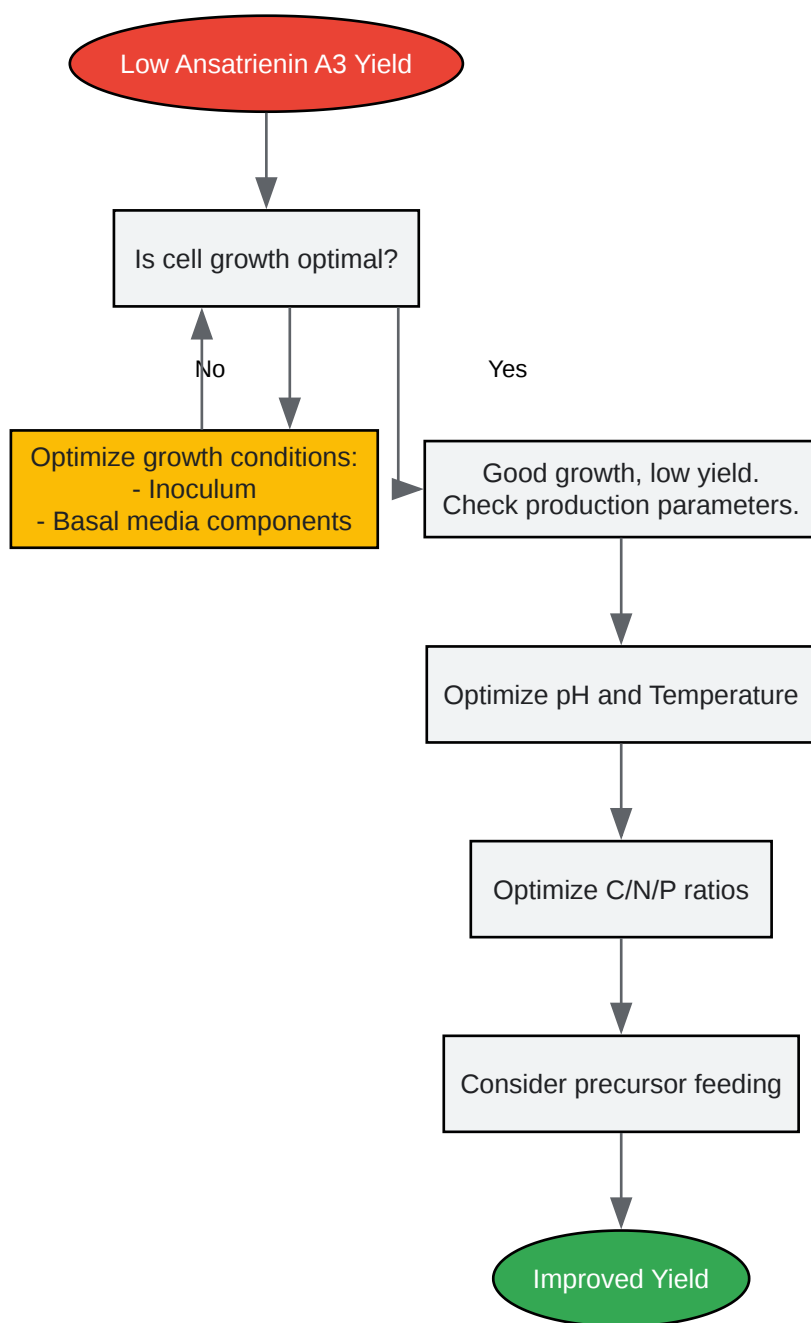 Low Ansatrienin A3 Yield
Is cell growth optimal?
No
Yes
Optimize growth conditions:
- Inoculum
- Basal media components
Good growth, low yield.
Check production parameters.
Optimize pH and Temperature
Optimize C/N/P ratios
Consider precursor feeding
Improved Yield